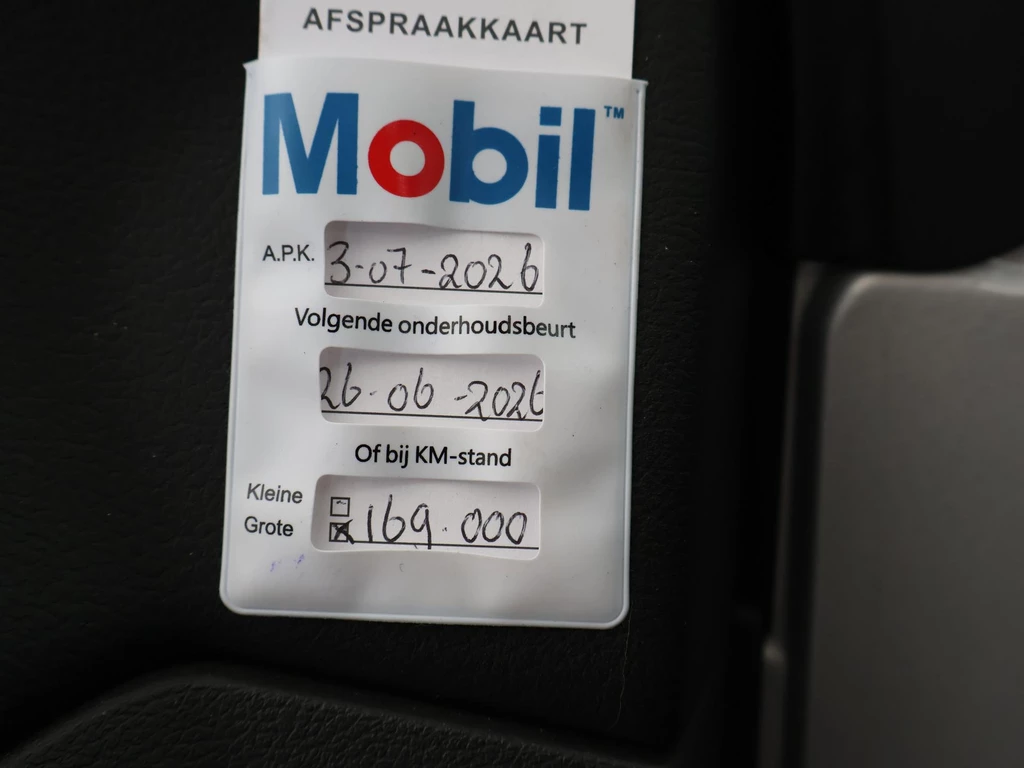 AFSPRAAKKAART
Mobil™
A.P.K. 3-07-2026
Volgende onderhoudsbeurt
26-06-2026
Of bij KM-stand
Kleine
Grote 169.000